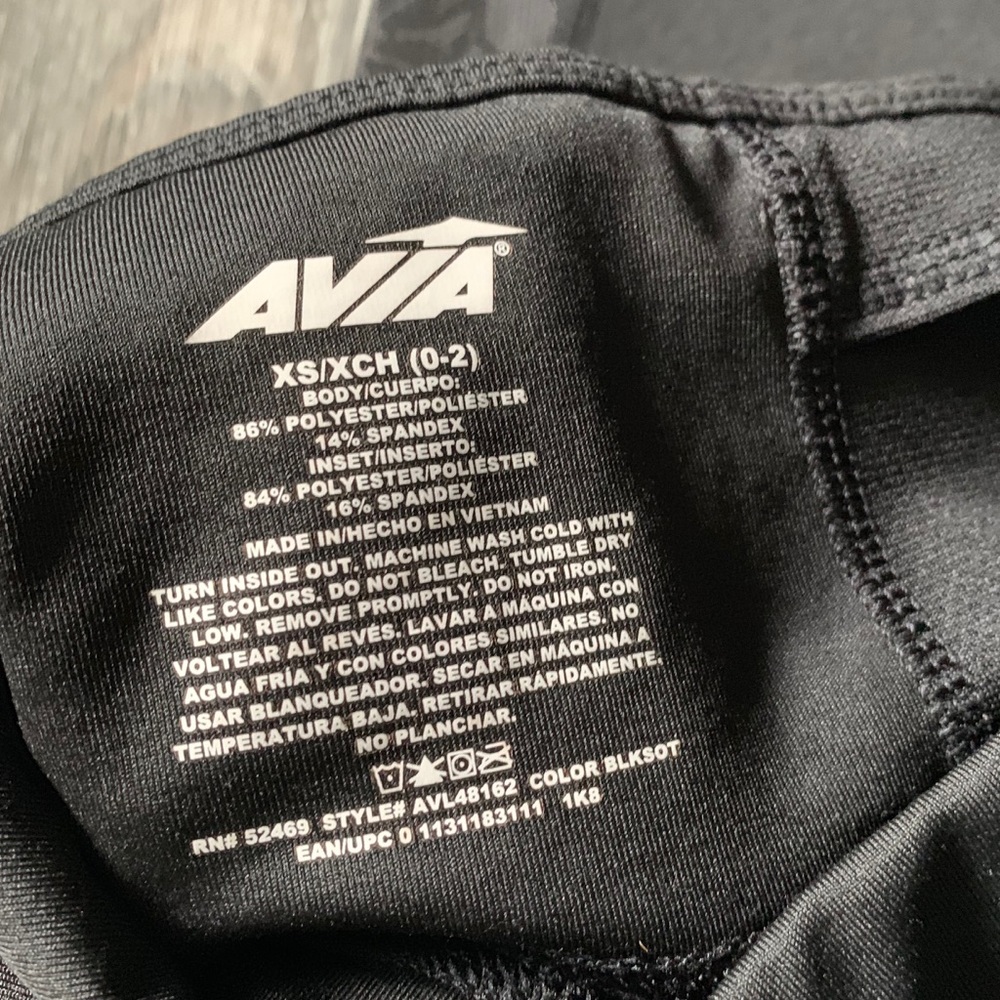 AVIA®
XS/XCH (0-2)
BODY/CUERPO:
86% POLYESTER/POLIÉSTER
14% SPANDEX
INSET/INSERTO:
84% POLYESTER/POLIÉSTER
16% SPANDEX
MADE IN/HECHO EN VIETNAM
TURN INSIDE OUT. MACHINE WASH COLD WITH
LIKE COLORS. DO NOT BLEACH. TUMBLE DRY
LOW. REMOVE PROMPTLY. DO NOT IRON.
VOLTEAR AL REVÉS. LAVAR A MÁQUINA CON
AGUA FRÍA Y CON COLORES SIMILARES. NO
USAR BLANQUEADOR. SECAR EN MÁQUINA A
TEMPERATURA BAJA. RETIRAR RÁPIDAMENTE.
NO PLANCHAR.
RN# 52469 STYLE# AVL48162 COLOR BLKSOT
EAN/UPC 0 1131183111 1K8